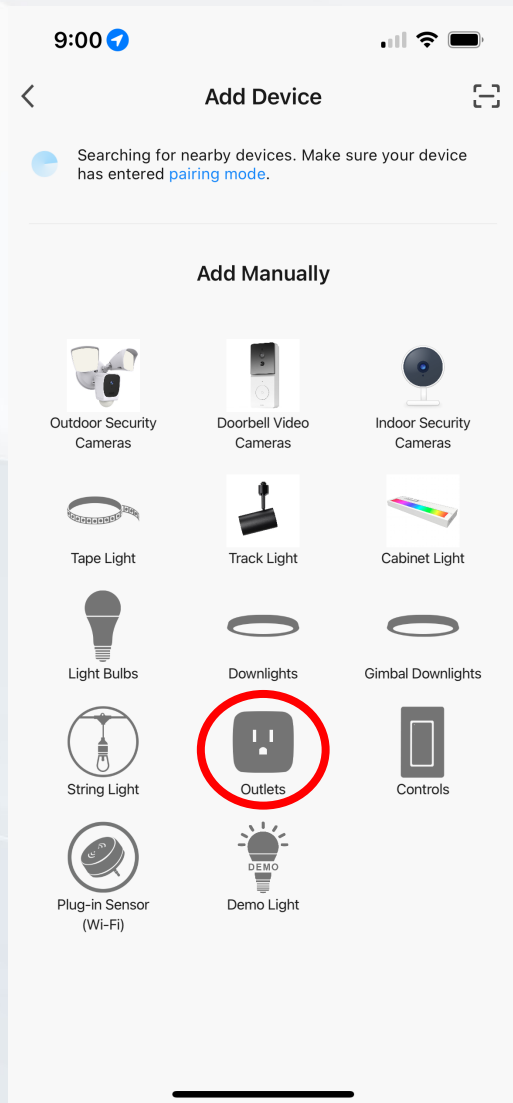 9:00
Add Device
Searching for nearby devices. Make sure your device
has entered pairing mode.
Add Manually
Outdoor Security
Cameras
Doorbell Video
Cameras
Indoor Security
Cameras
Tape Light
Track Light
Cabinet Light
Light Bulbs
Downlights
Gimbal Downlights
String Light
Outlets
Controls
DEMO
Plug-in Sensor
(Wi-Fi)
Demo Light